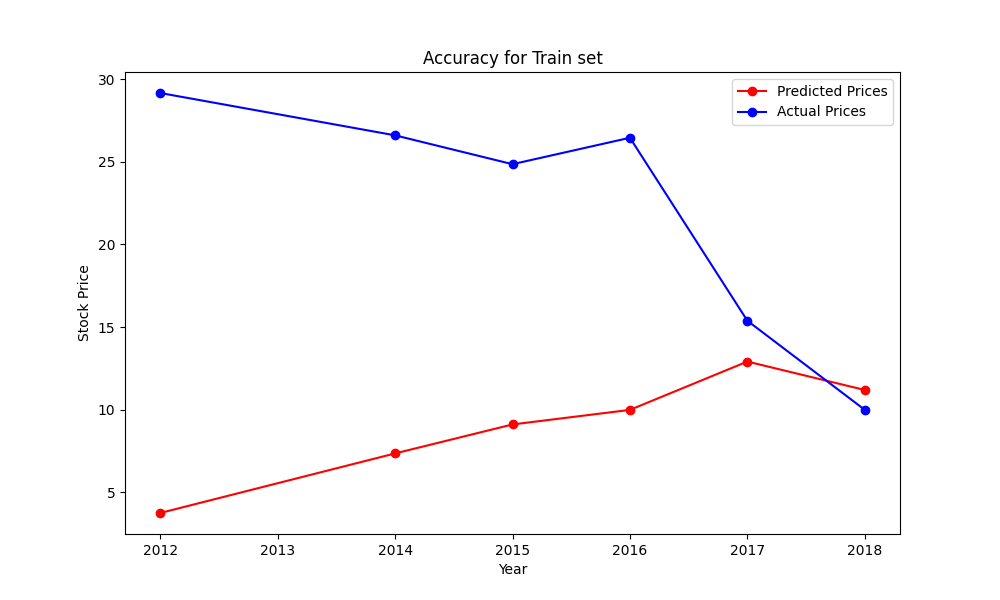 Accuracy for Train set
Predicted Prices
Actual Prices
Stock Price
30
25
20
15
10
5
2012 2013 2014 2015 2016 2017 2018
Year